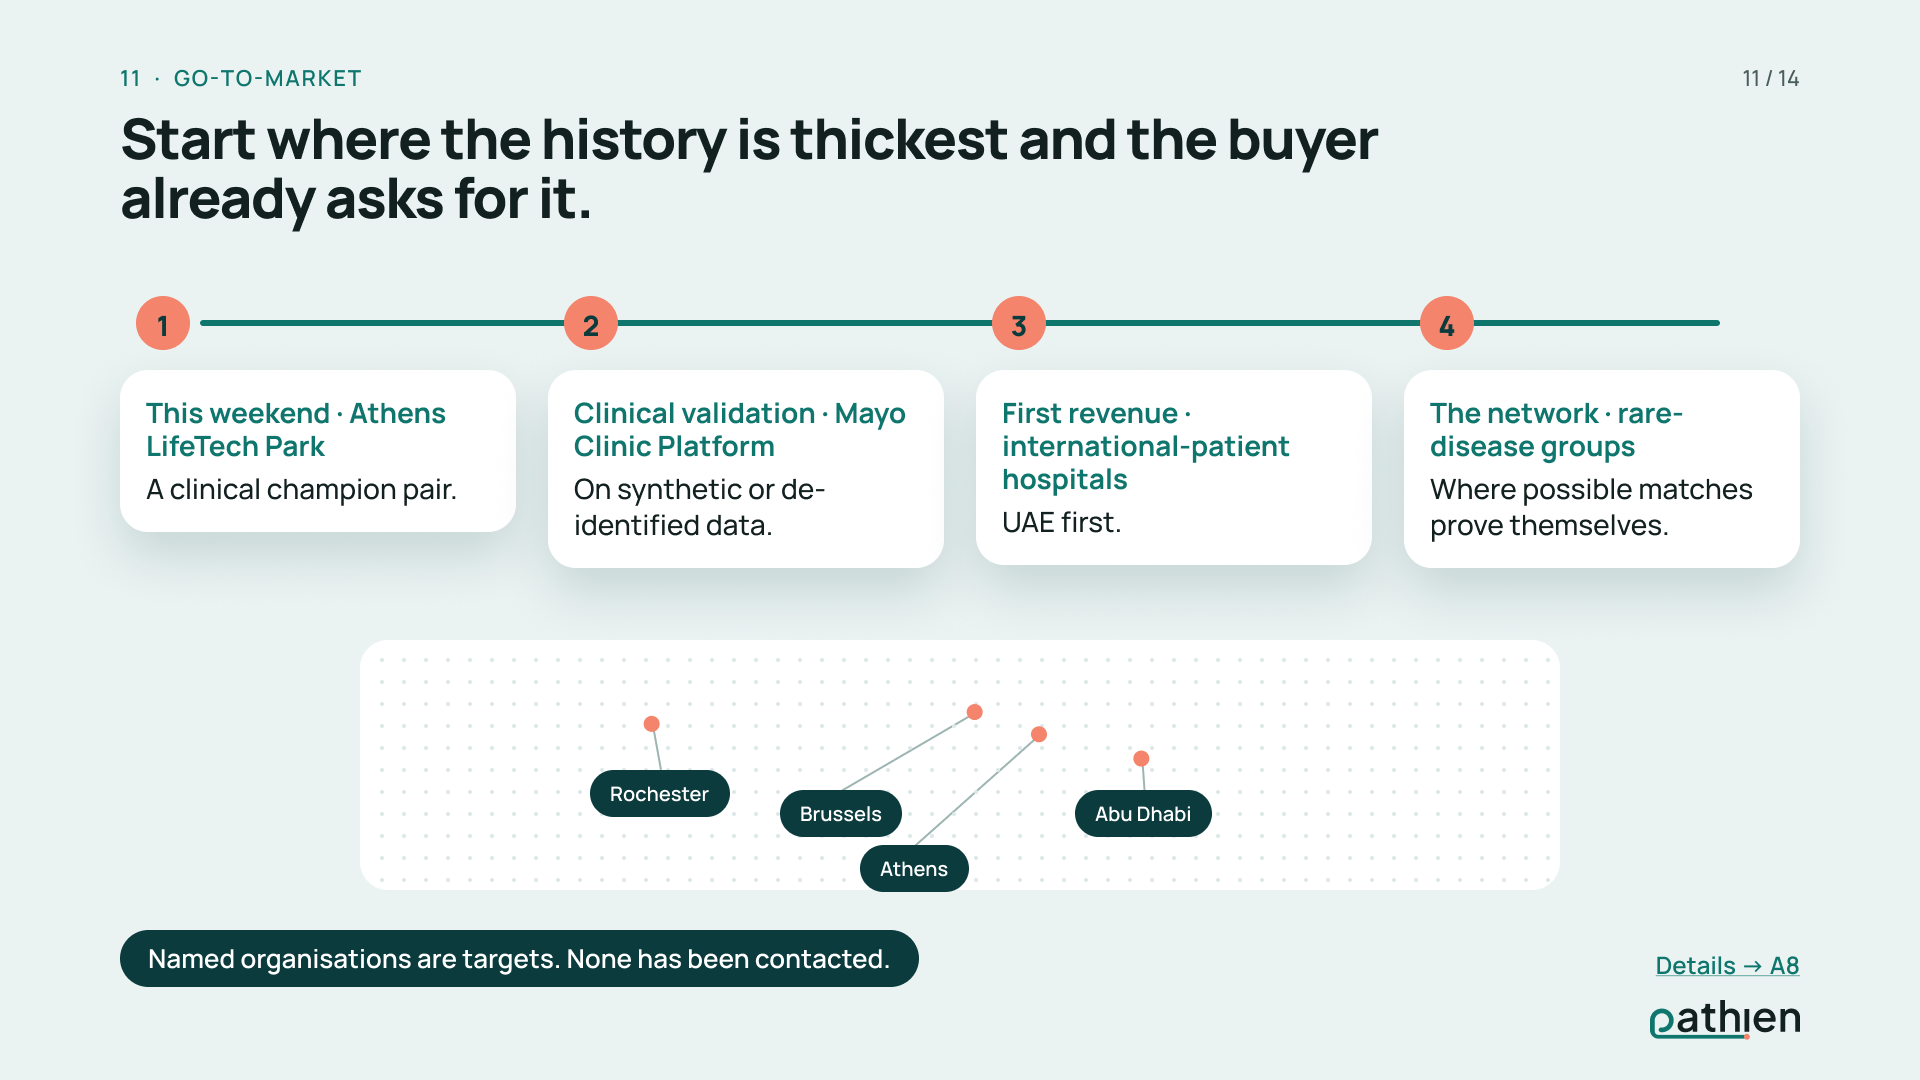 11 · GO-TO-MARKET
11 / 14
Start where the history is thickest and the buyer
already asks for it.
1
2
3
4
This weekend · Athens
LifeTech Park
A clinical champion pair.
Clinical validation · Mayo
Clinic Platform
On synthetic or de-
identified data.
First revenue ·
international-patient
hospitals
UAE first.
The network · rare-
disease groups
Where possible matches
prove themselves.
Rochester
Brussels
Abu Dhabi
Athens
Named organisations are targets. None has been contacted.
Details → A8
pathien